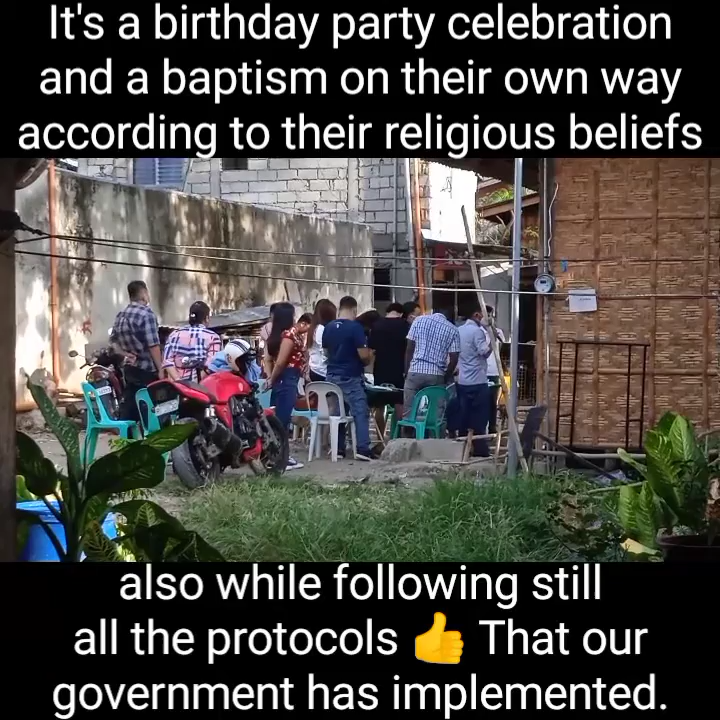 It's a birthday party celebration
and a baptism on their own way
according to their religious beliefs
also while following still
all the protocols 👍 That our
government has implemented.